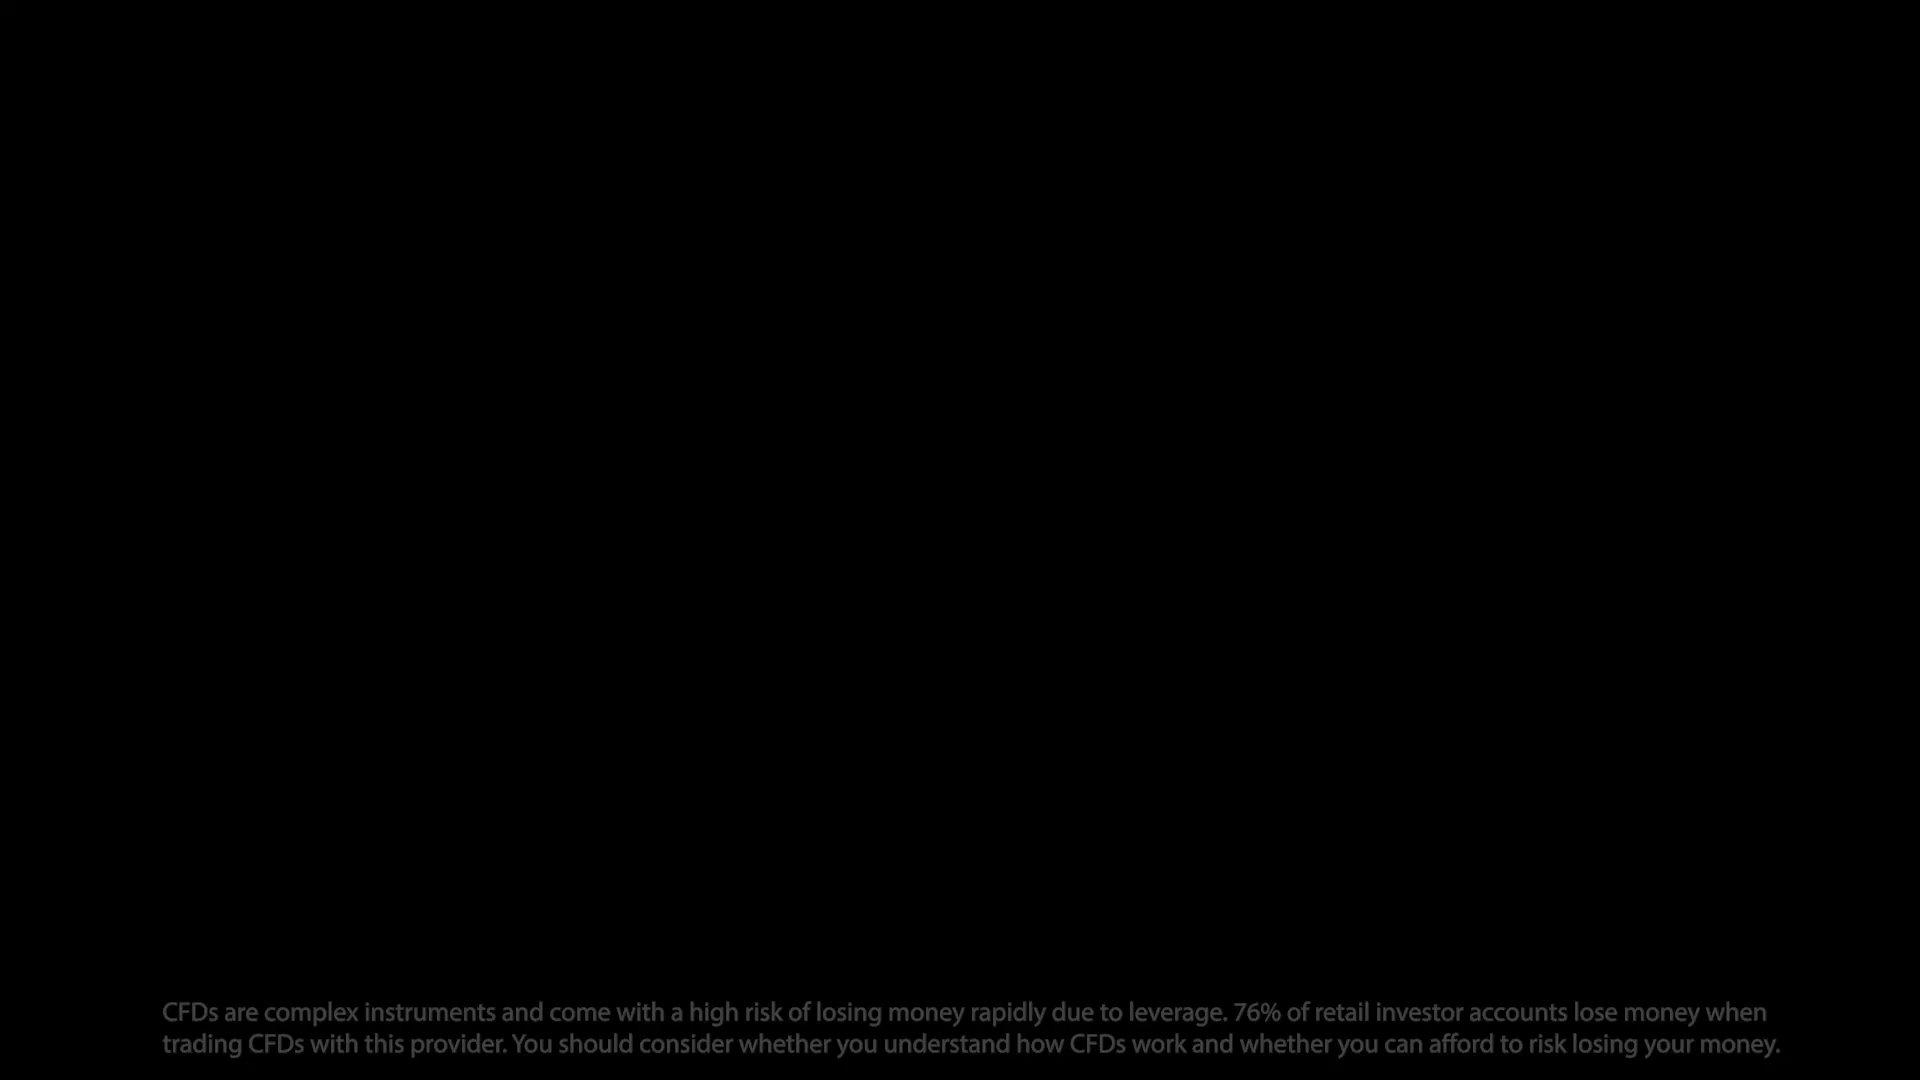 CFDs are complex instruments and come with a high risk of losing money rapidly due to leverage. 76% of retail investor accounts lose money when
trading CFDs with this provider. You should consider whether you understand how CFDs work and whether you can afford to risk losing your money.